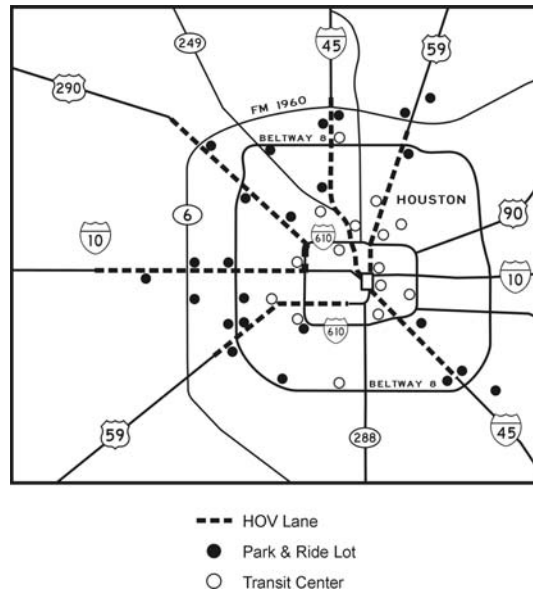 249
45
59
290
FM 1960
BELTWAY 8
HOUSTON
6
90
10
610
10
610
BELTWAY 8
59
288
45
HOV Lane
Park & Ride Lot
Transit Center